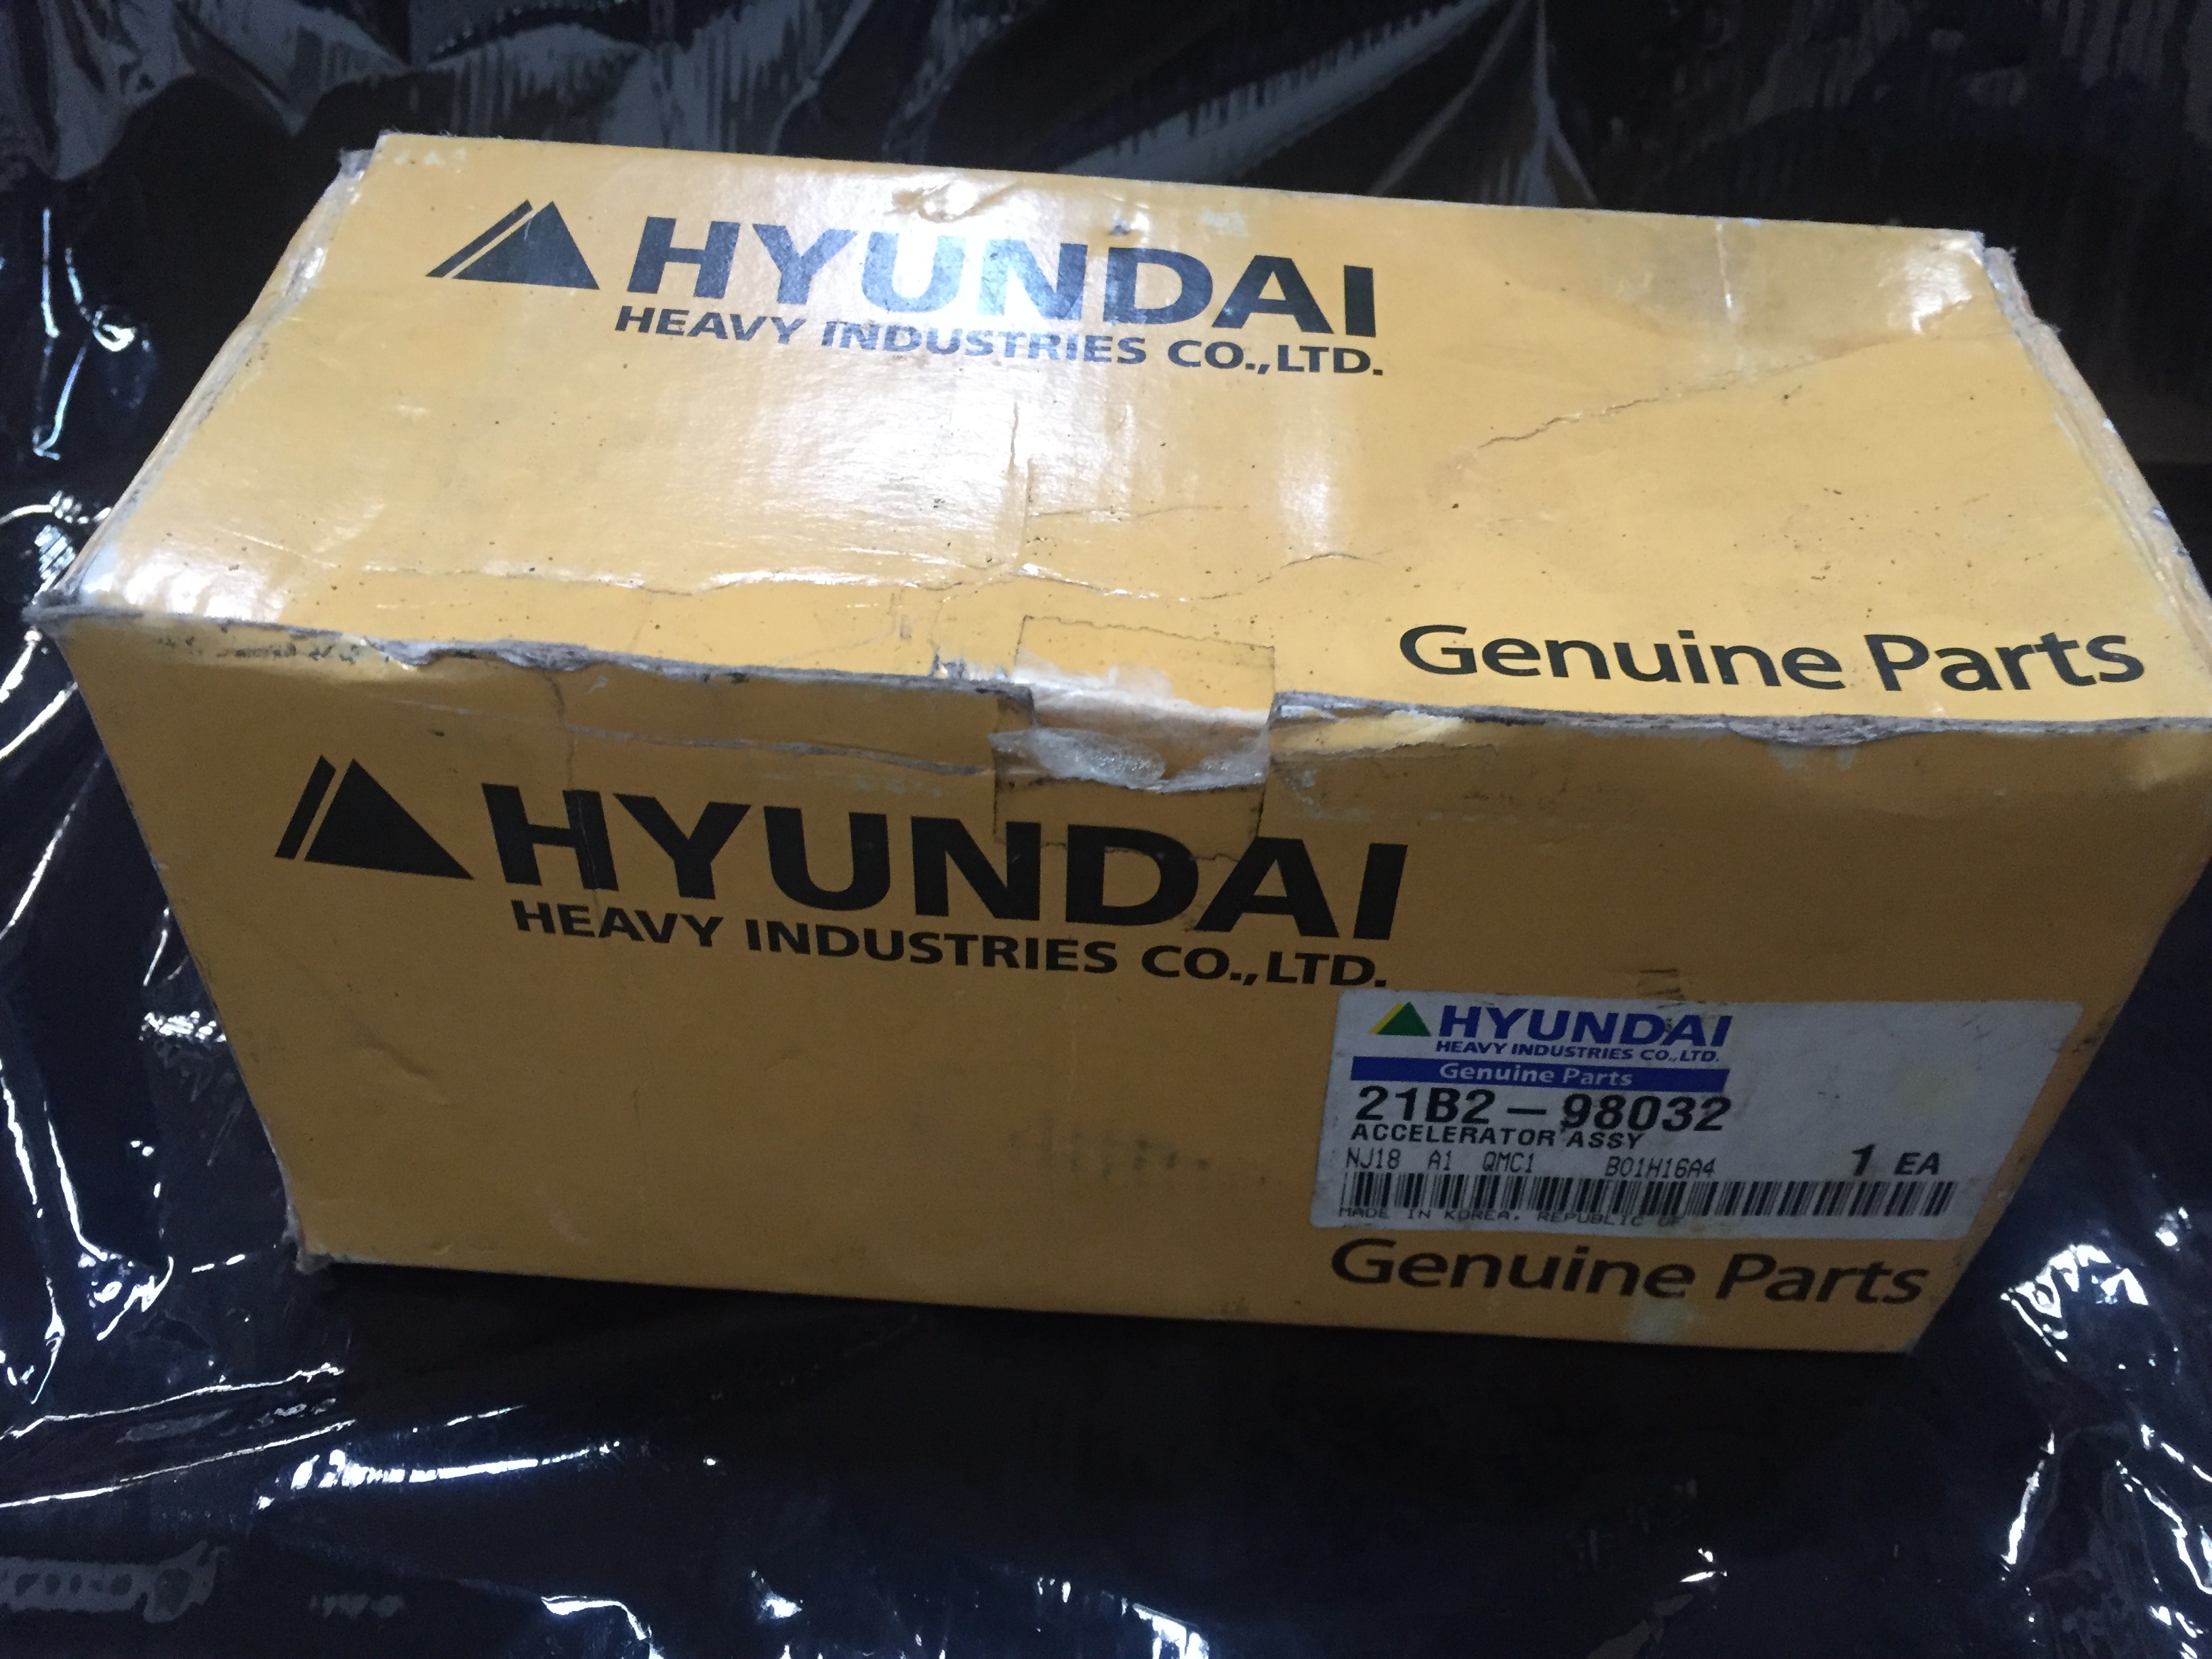 HYUNDAI
HEAVY INDUSTRIES CO.,LTD.
Genuine Parts
HYUNDAI
HEAVY INDUSTRIES CO.,LTD.
HYUNDAI
HEAVY INDUSTRIES CO.,LTD.
Genuine Parts
21B2-98032
ACCELERATOR ASSY
NJ18 A1 QMC1 B01H16A4 1 EA
MADE IN KOREA, REPUBLIC OF
Genuine Parts